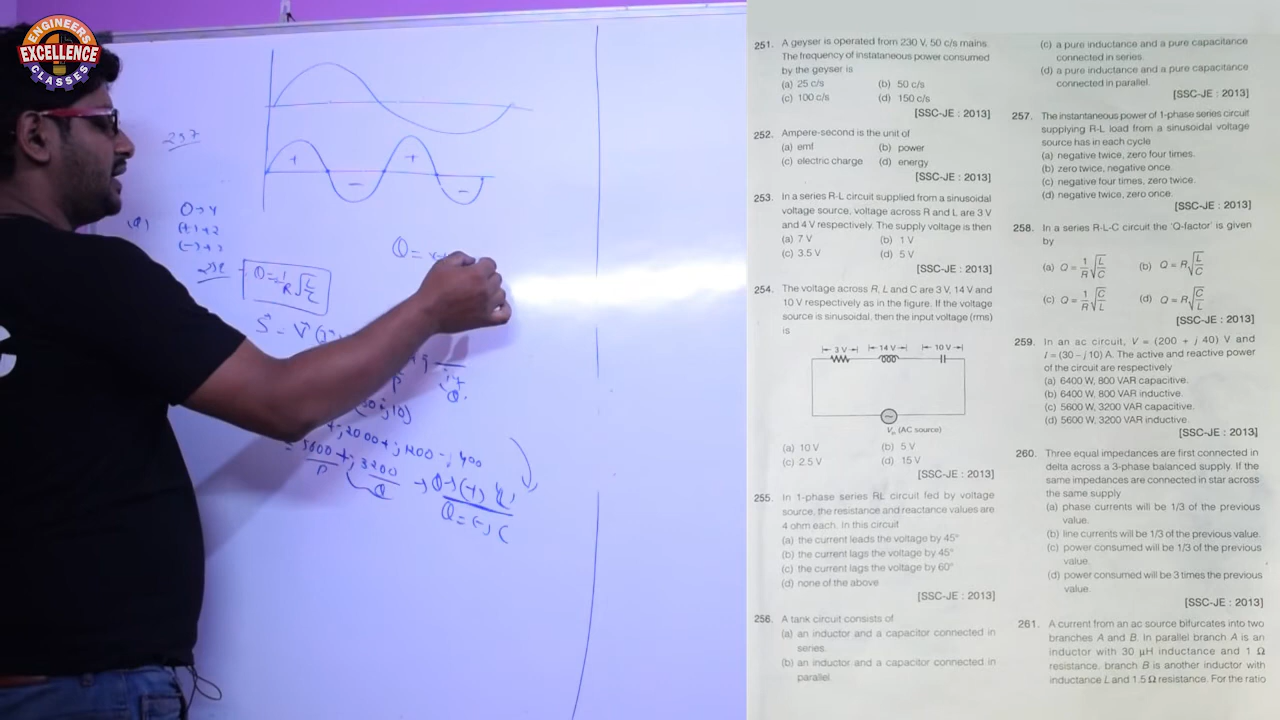 ENGINEERS
EXCELLENCE
CLASSES
237
0 → 4
(+) + 2
Q =
251. A geyser is operated from 230 V, 50 c/s mains.
The frequency of instataneous power consumed
by the geyser is
(a) 25 c/s (b) 50 c/s
(c) 100 c/s (d) 150 c/s
[SSC-JE : 2013]
252. Ampere-second is the unit of
(a) emf (b) power
(c) electric charge (d) energy
[SSC-JE : 2013]
253. In a series R-L circuit supplied from a sinusoidal
voltage source, voltage across R and L are 3 V
and 4 V respectively. The supply voltage is then
(a) 7 V (b) 1 V
(c) 3.5 V (d) 5 V
[SSC-JE : 2013]
254. The voltage across R, L and C are 3 V, 14 V and
10 V respectively as in the figure. If the voltage
source is sinusoidal, then the input voltage (rms)
is
3 V 14 V 10 V
(AC source)
(a) 10 V (b) 5 V
(c) 2.5 V (d) 15 V
[SSC-JE : 2013]
255. In 1-phase series RL circuit fed by voltage
source, the resistance and reactance values are
4 ohm each. In this circuit
(a) the current leads the voltage by 45°
(b) the current lags the voltage by 45°
(c) the current lags the voltage by 60°
(d) none of the above
[SSC-JE : 2013]
256. A tank circuit consists of
(a) an inductor and a capacitor connected in
series.
(b) an inductor and a capacitor connected in
parallel.
(c) a pure inductance and a pure capacitance
connected in series.
(d) a pure inductance and a pure capacitance
connected in parallel.
[SSC-JE : 2013]
257. The instantaneous power of 1-phase series circuit
supplying R-L load from a sinusoidal voltage
source has in each cycle
(a) negative twice, zero four times.
(b) zero twice, negative once.
(c) negative four times, zero twice.
(d) negative twice, zero once.
[SSC-JE : 2013]
258. In a series R-L-C circuit the 'Q-factor' is given
by
(a) Q = 1/R √L/C (b) Q = R√L/C
(c) Q = 1/R √C/L (d) Q = R√C/L
[SSC-JE : 2013]
259. In an ac circuit, V = (200 + j 40) V and
I = (30 – j 10) A. The active and reactive power
of the circuit are respectively
(a) 6400 W, 800 VAR capacitive.
(b) 6400 W, 800 VAR inductive.
(c) 5600 W, 3200 VAR capacitive.
(d) 5600 W, 3200 VAR inductive
[SSC-JE : 2013]
260. Three equal impedances are first connected in
delta across a 3-phase balanced supply. If the
same impedances are connected in star across
the same supply
(a) phase currents will be 1/3 of the previous
value.
(b) line currents will be 1/3 of the previous value.
(c) power consumed will be 1/3 of the previous
value.
(d) power consumed will be 3 times the previous
value.
[SSC-JE : 2013]
261. A current from an ac source bifurcates into two
branches A and B. In parallel branch A is an
inductor with 30 μH inductance and 1 Ω
resistance, branch B is another inductor with
inductance L and 1.5 Ω resistance. For the ratio